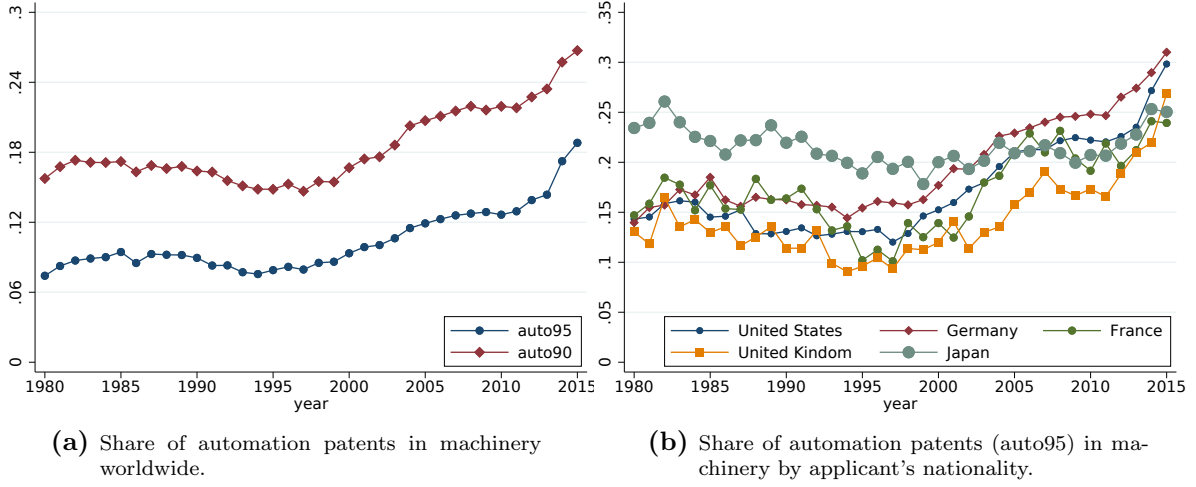 .3
.24
.18
.12
.06
0
1980 1985 1990 1995 2000 2005 2010 2015
year
auto95
auto90
(a) Share of automation patents in machinery
worldwide.
.35
.3
.25
.2
.15
.1
.05
0
1980 1985 1990 1995 2000 2005 2010 2015
year
United States Germany France
United Kindom Japan
(b) Share of automation patents (auto95) in ma-
chinery by applicant's nationality.